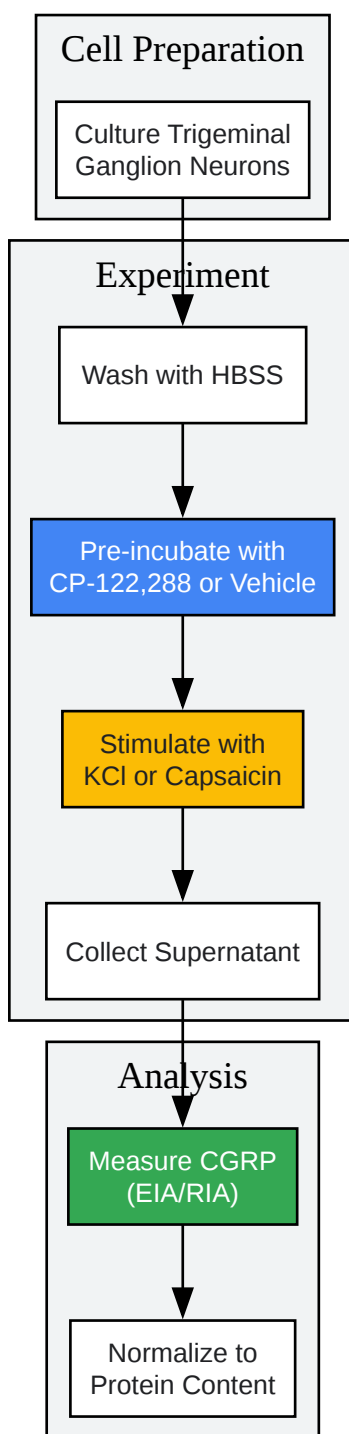 Cell Preparation
Culture Trigeminal
Ganglion Neurons
Experiment
Wash with HBSS
Pre-incubate with
CP-122,288 or Vehicle
Stimulate with
KCl or Capsaicin
Collect Supernatant
Analysis
Measure CGRP
(EIA/RIA)
Normalize to
Protein Content